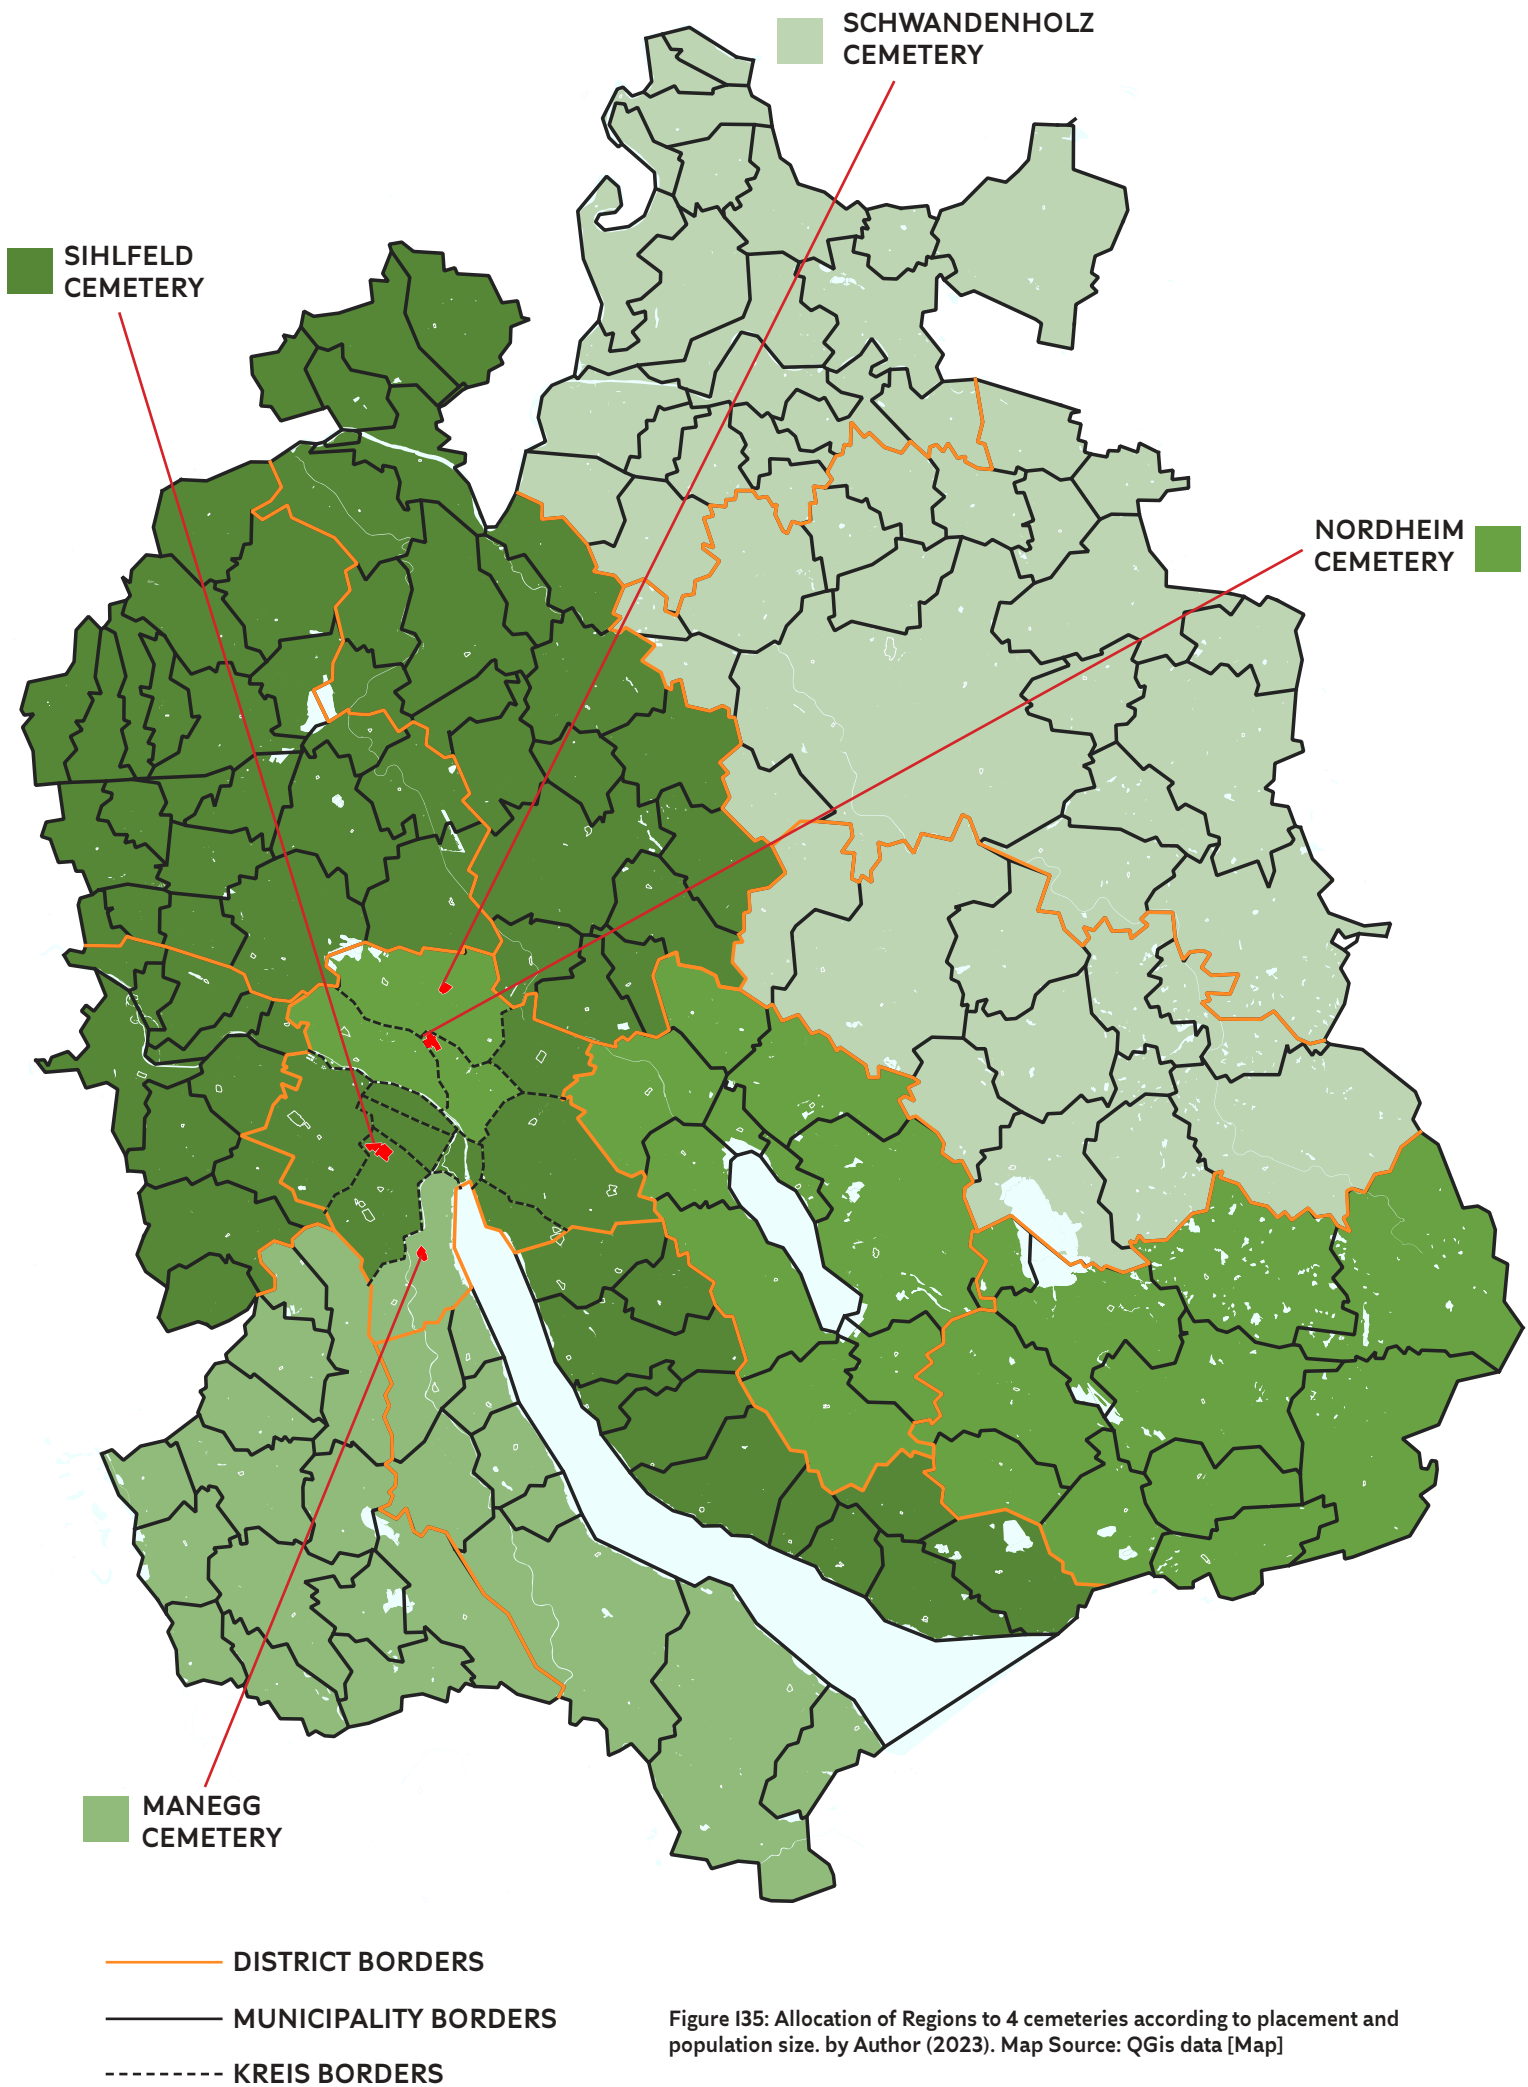 SCHWANDENHOLZ
CEMETERY
SIHLFELD
CEMETERY
NORDHEIM
CEMETERY
MANEGG
CEMETERY
DISTRICT BORDERS
MUNICIPALITY BORDERS
KREIS BORDERS
Figure I35: Allocation of Regions to 4 cemeteries according to placement and
population size. by Author (2023). Map Source: QGis data [Map]